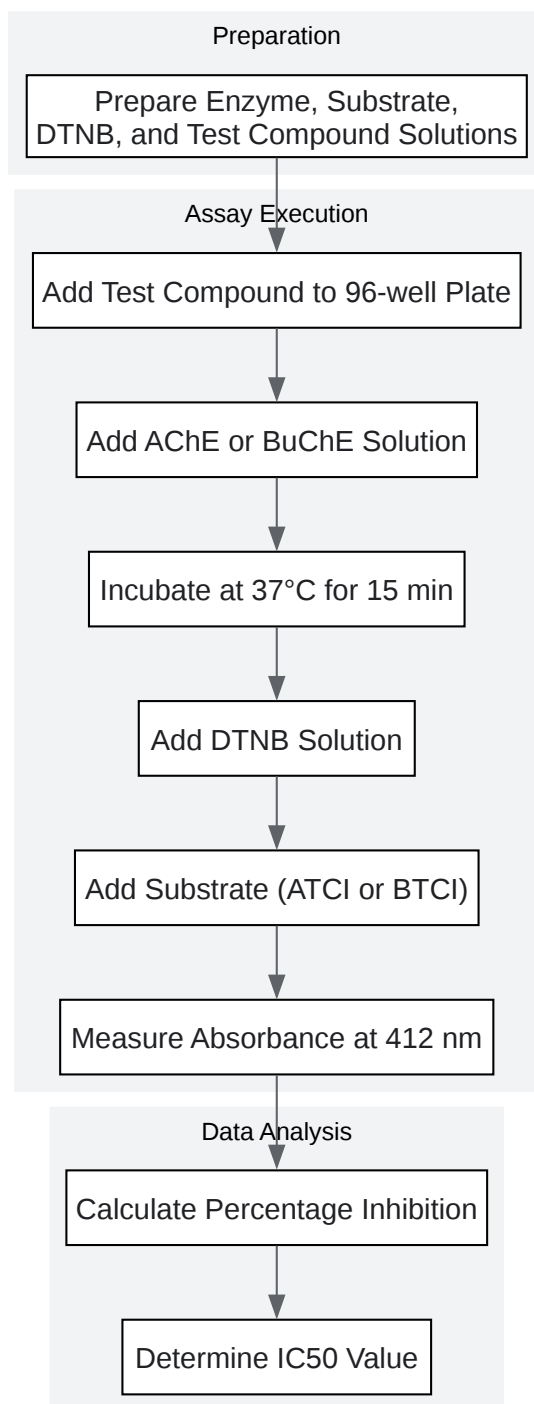 Preparation
Prepare Enzyme, Substrate,
DTNB, and Test Compound Solutions
Assay Execution
Add Test Compound to 96-well Plate
Add AChE or BuChE Solution
Incubate at 37°C for 15 min
Add DTNB Solution
Add Substrate (ATCI or BTCI)
Measure Absorbance at 412 nm
Data Analysis
Calculate Percentage Inhibition
Determine IC50 Value